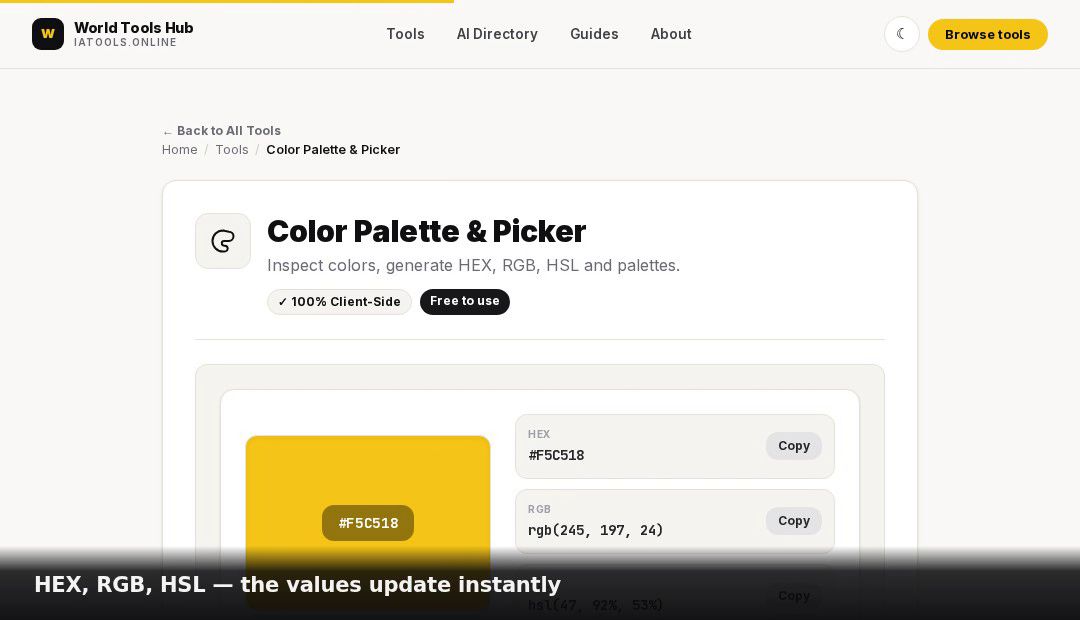 W
World Tools Hub
IATOOLS.ONLINE
Tools
AI Directory
Guides
About
☾
Browse tools
← Back to All Tools
Home / Tools / Color Palette & Picker
Color Palette & Picker
Inspect colors, generate HEX, RGB, HSL and palettes.
✓ 100% Client-Side
Free to use
#F5C518
HEX
#F5C518
Copy
RGB
rgb(245, 197, 24)
Copy
hsl(47, 92%, 53%)
Copy
HEX, RGB, HSL — the values update instantly